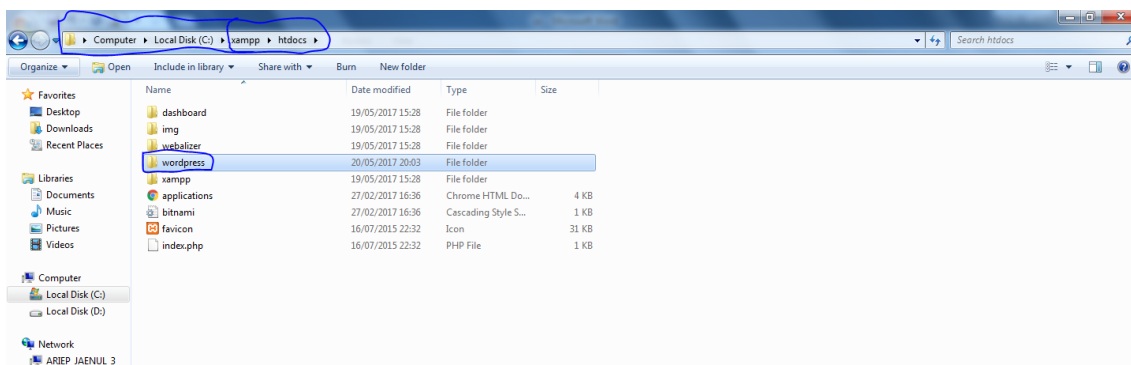 Computer Local Disk (C:) xampp htdocs Search htdocs
Organize Open Include in library Share with Burn New folder
Name Date modified Type Size
Favorites
Desktop
Downloads
Recent Places
Libraries
Documents
Music
Pictures
Videos
Computer
Local Disk (C:)
Local Disk (D:)
Network
ARIEP JAENUL 3
dashboard 19/05/2017 15:28 File folder
img 19/05/2017 15:28 File folder
webalizer 19/05/2017 15:28 File folder
wordpress 20/05/2017 20:03 File folder
xampp 19/05/2017 15:28 File folder
applications 27/02/2017 16:36 Chrome HTML Do... 4 KB
bitnami 27/02/2017 16:36 Cascading Style S... 1 KB
favicon 16/07/2015 22:32 Icon 31 KB
index.php 16/07/2015 22:32 PHP File 1 KB